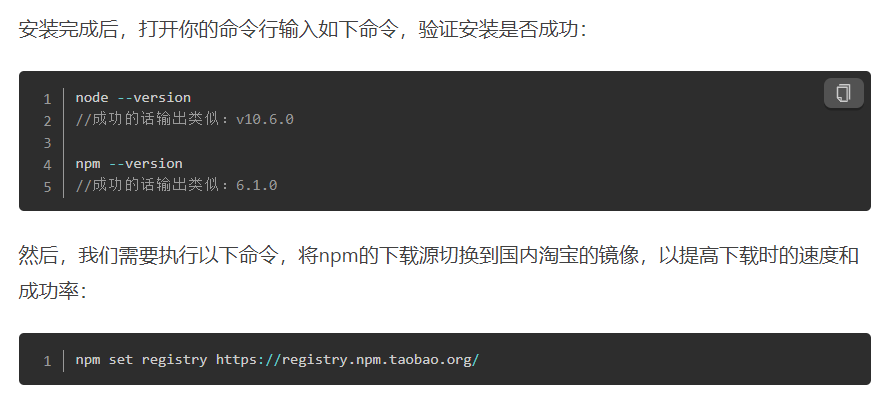 安装完成后，打开你的命令行输入如下命令，验证安装是否成功：
1 node --version
2 //成功的话输出类似：v10.6.0
3
4 npm --version
5 //成功的话输出类似：6.1.0
然后，我们需要执行以下命令，将npm的下载源切换到国内淘宝的镜像，以提高下载时的速度和
成功率：
1 npm set registry https://registry.npm.taobao.org/